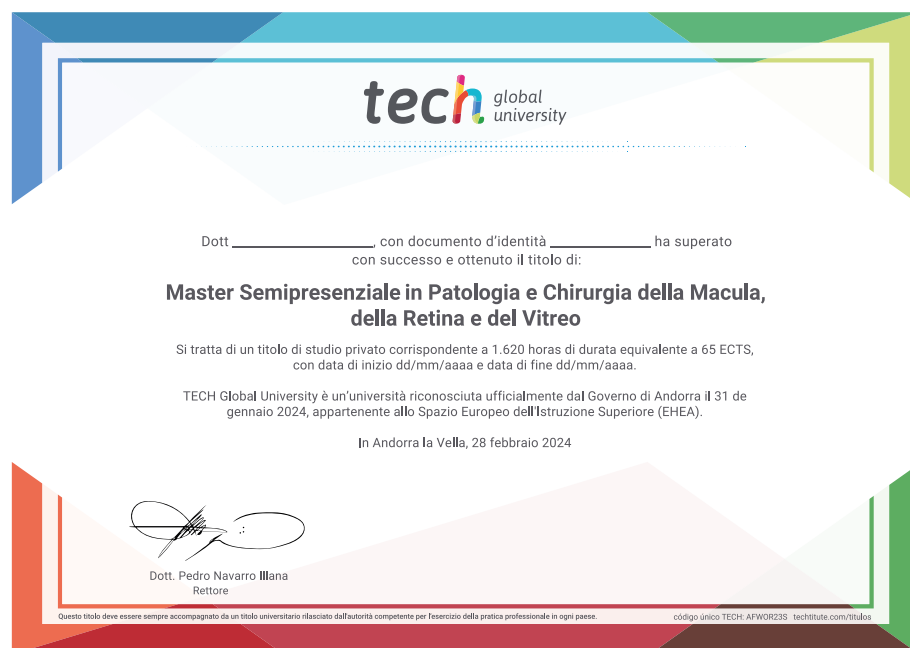 tech global university
Dott ____________________, con documento d'identità ______________ ha superato
con successo e ottenuto il titolo di:
Master Semipresenziale in Patologia e Chirurgia della Macula,
della Retina e del Vitreo
Si tratta di un titolo di studio privato corrispondente a 1.620 horas di durata equivalente a 65 ECTS,
con data di inizio dd/mm/aaaa e data di fine dd/mm/aaaa.
TECH Global University è un'università riconosciuta ufficialmente dal Governo di Andorra il 31 de
gennaio 2024, appartenente allo Spazio Europeo dell'Istruzione Superiore (EHEA).
In Andorra la Vella, 28 febbraio 2024
Dott. Pedro Navarro Illana
Rettore
Questo titolo deve essere sempre accompagnato da un titolo universitario rilasciato dall'autorità competente per l'esercizio della pratica professionale in ogni paese. código único TECH: AFWOR23S techtitute.com/titulos